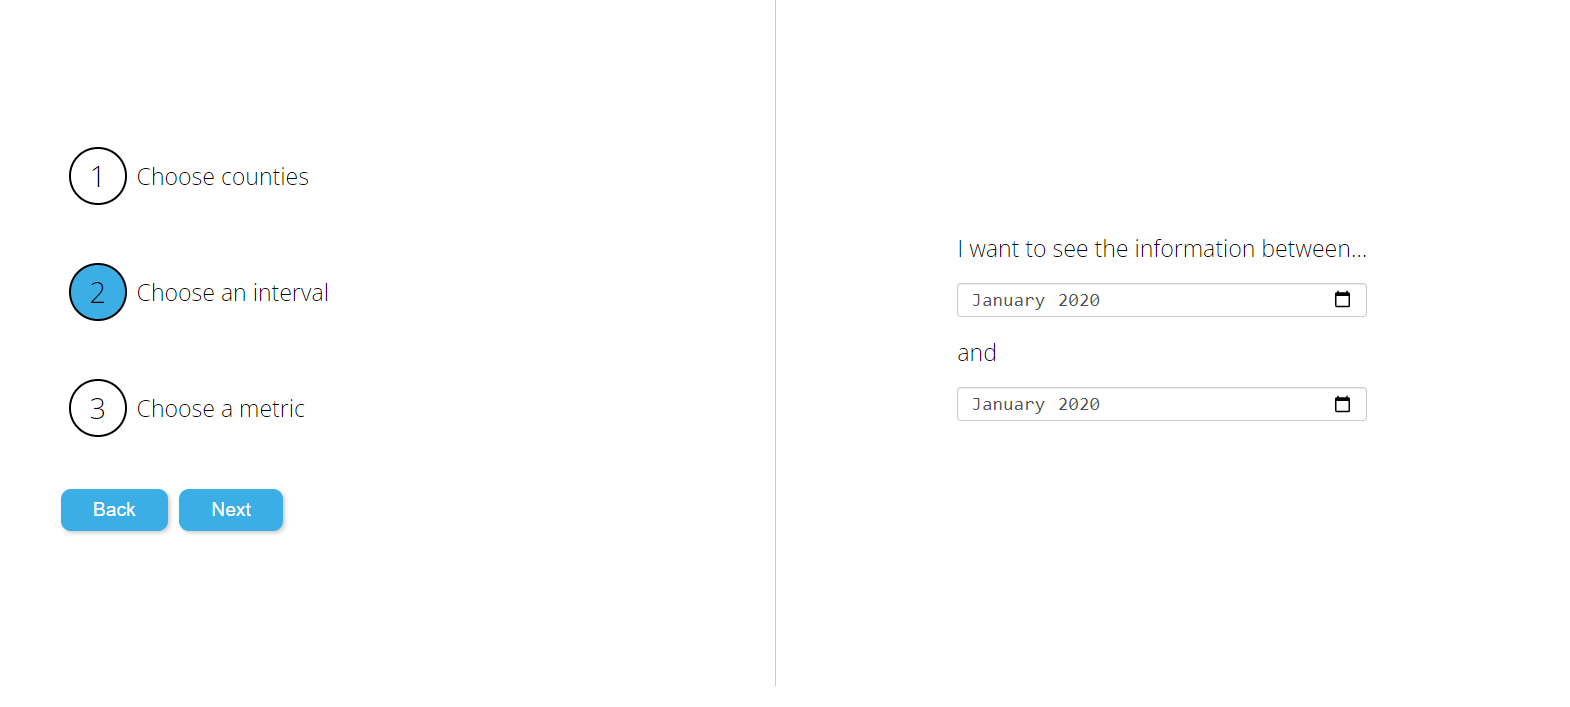 1 Choose counties
2 Choose an interval
3 Choose a metric
Back Next
I want to see the information between...
January 2020
and
January 2020